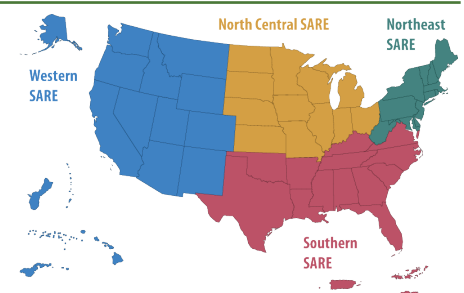 North Central SARE
Northeast
SARE
Western
SARE
Southern
SARE